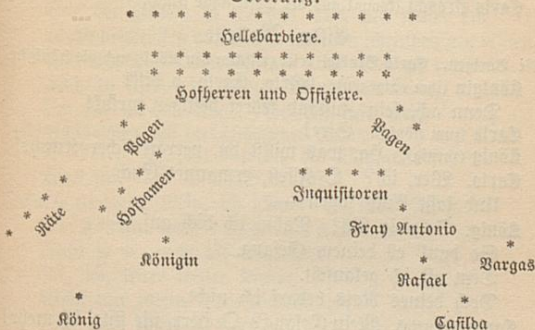 Hellebardiere.
Hofherren und Offiziere.
Pagen
Pagen
Räte
Hofdamen
Inquisitoren
Fray Antonio
Königin
Vargas
Rafael
König
Casilda